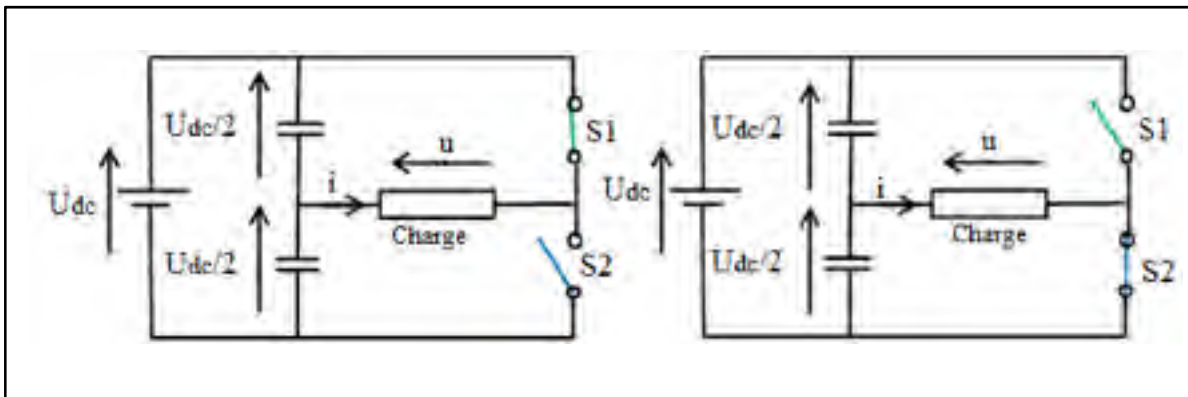 Udc
Udc/2
Udc/2
i
u
Charge
S1
S2
Udc
Udc/2
Udc/2
i
u
Charge
S1
S2